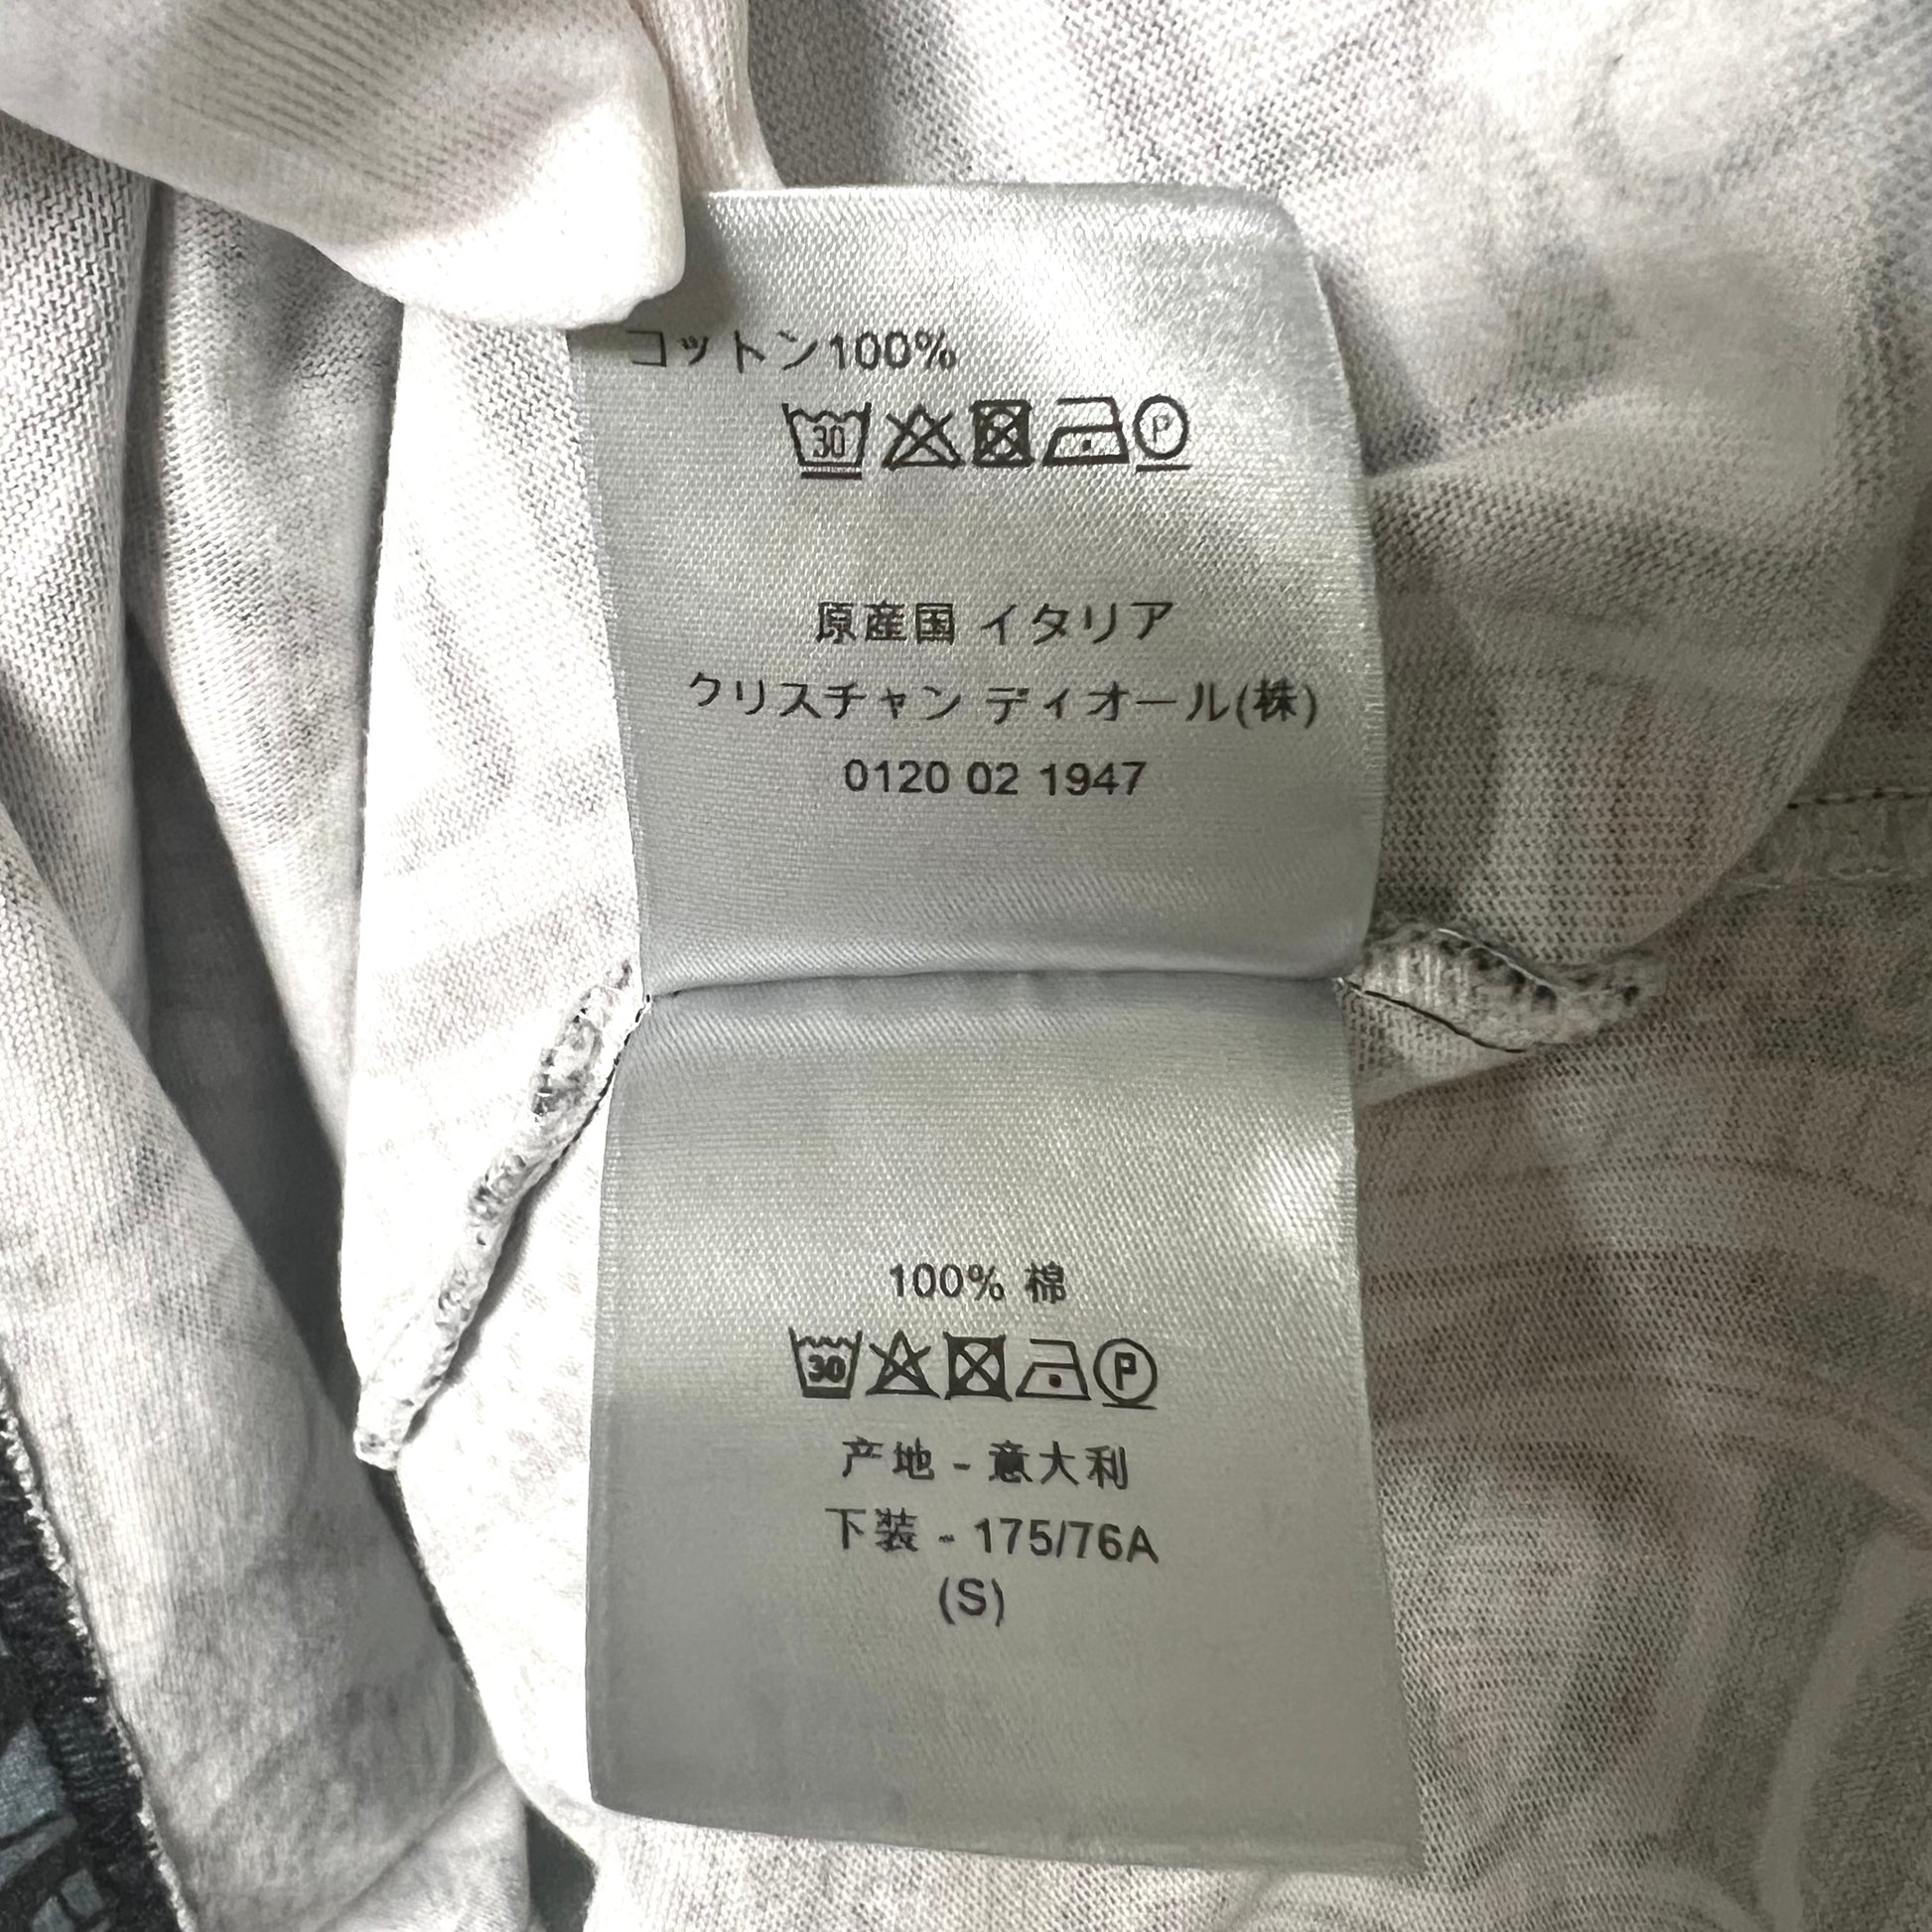 コットン100%
30 P
原産国 イタリア
クリスチャン ディオール(株)
0120 02 1947
100% 棉
30 P
产地 - 意大利
下装 - 175/76A
(S)